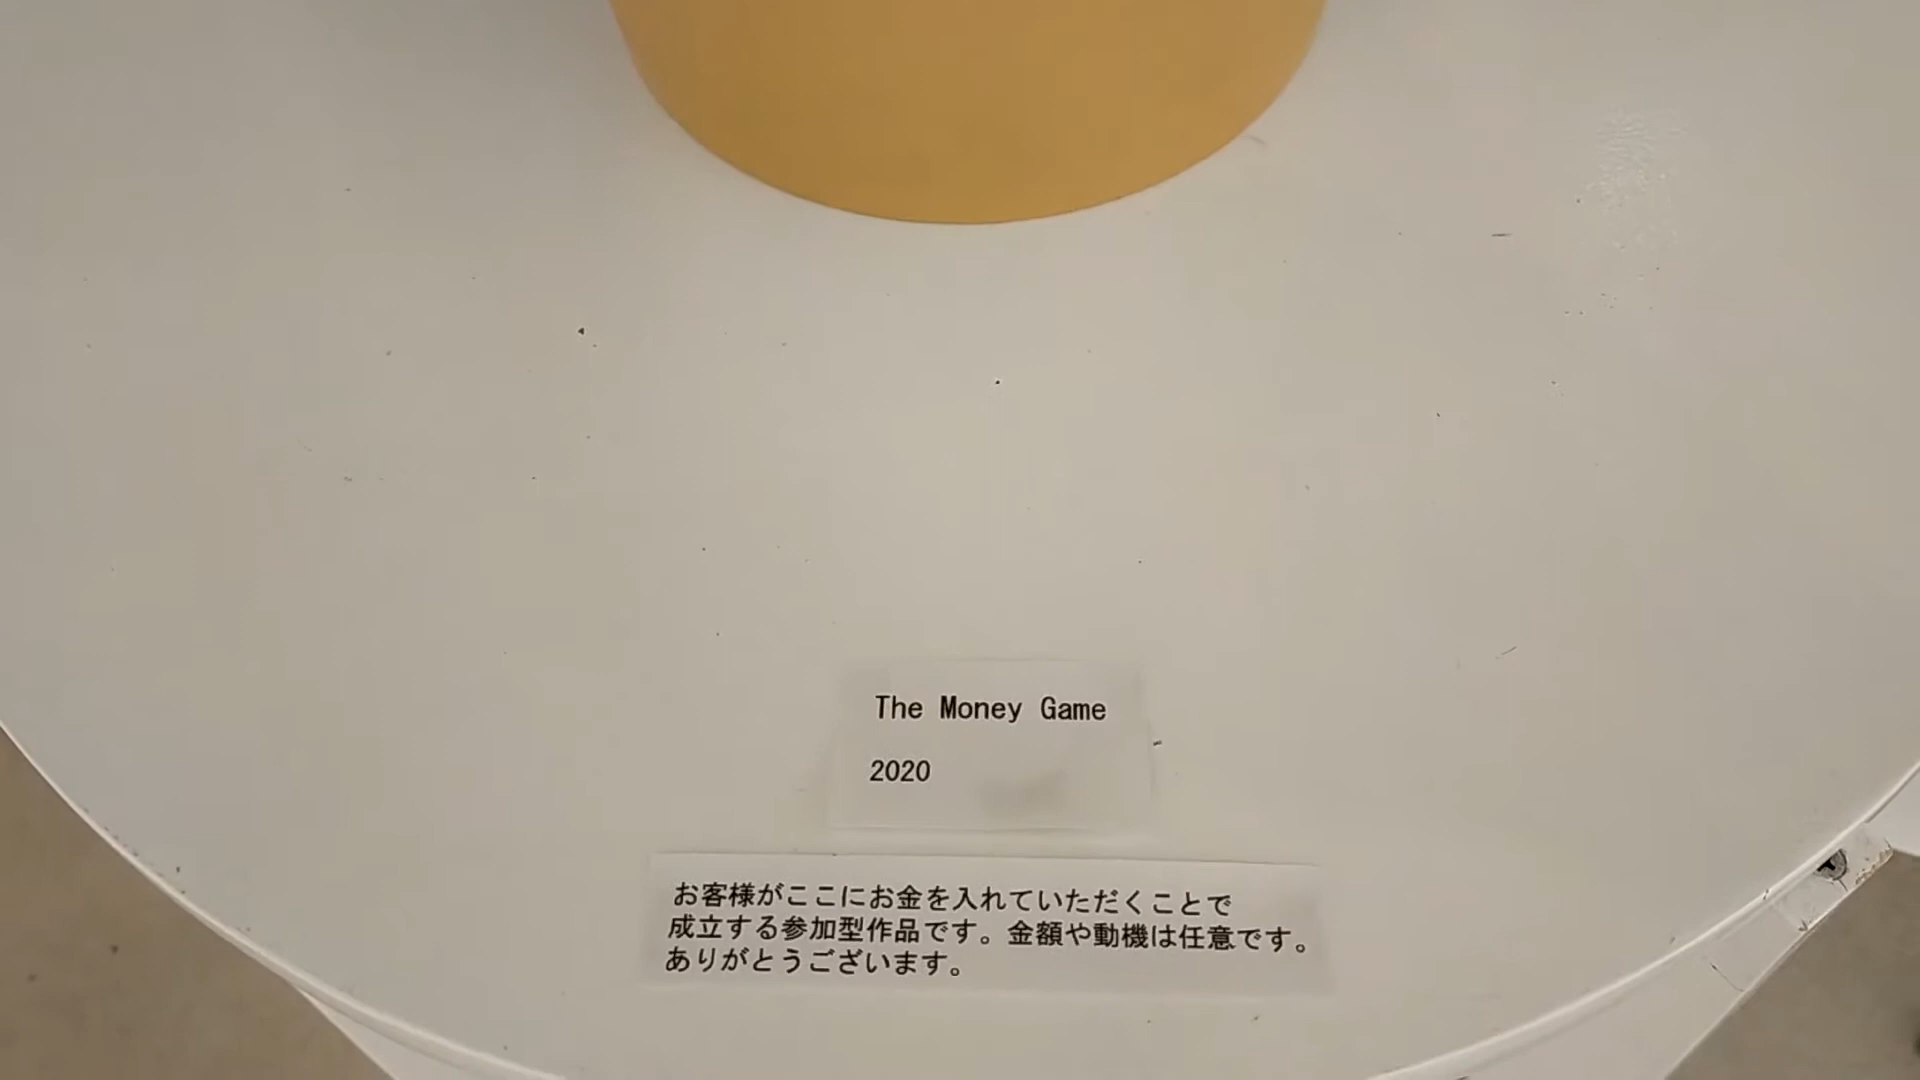 The Money Game
2020
お客様がここにお金を入れていただくことで
成立する参加型作品です。金額や動機は任意です。
ありがとうございます。